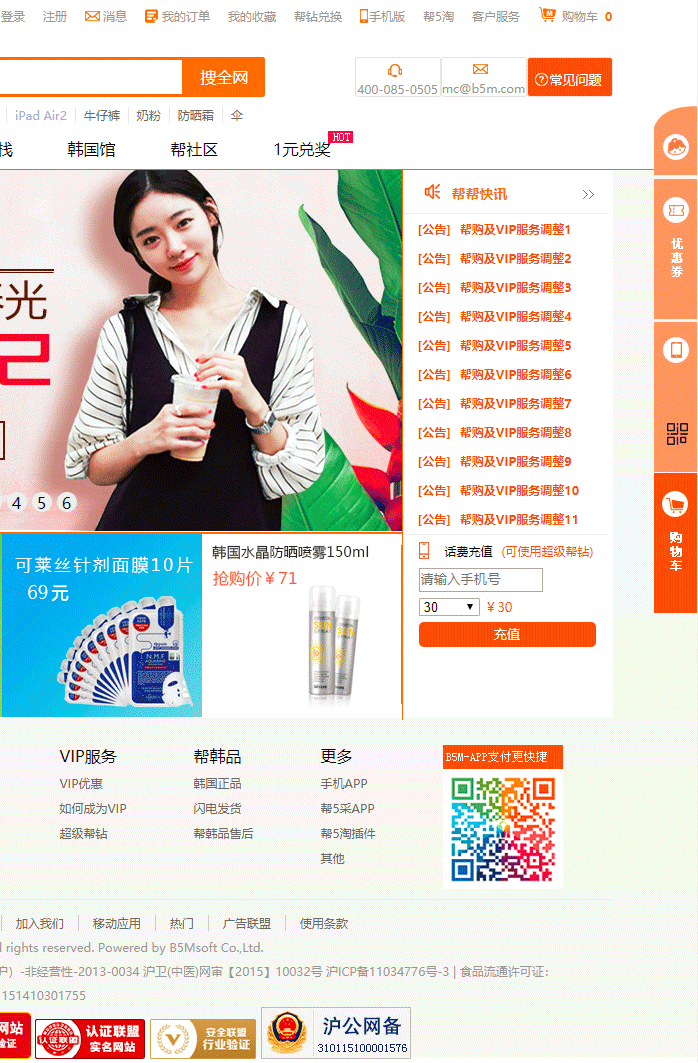 登录 注册 消息 我的订单 我的收藏 帮钻兑换 手机版 帮5淘 客户服务 购物车 0
搜全网
400-085-0505
mc@b5m.com
常见问题
iPad Air2 牛仔裤 奶粉 防晒霜 伞
栈 韩国馆 帮社区 1元兑奖 HOT
帮帮快讯 >>
[公告] 帮购及VIP服务调整1
[公告] 帮购及VIP服务调整2
[公告] 帮购及VIP服务调整3
[公告] 帮购及VIP服务调整4
[公告] 帮购及VIP服务调整5
[公告] 帮购及VIP服务调整6
[公告] 帮购及VIP服务调整7
[公告] 帮购及VIP服务调整8
[公告] 帮购及VIP服务调整9
[公告] 帮购及VIP服务调整10
[公告] 帮购及VIP服务调整11
光
记
4 5 6
优惠券
购物车
可莱丝针剂面膜10片
69元
N.M.F
韩国水晶防晒喷雾150ml
抢购价￥71
SUN
话费充值 (可使用超级帮钻)
请输入手机号
30 ￥30
充值
VIP服务 帮韩品 更多
VIP优惠 韩国正品 手机APP
如何成为VIP 闪电发货 帮5采APP
超级帮钻 帮韩品售后 帮5淘插件
其他
B5M-APP支付更快捷
加入我们 移动应用 热门 广告联盟 使用条款
rights reserved. Powered by B5Msoft Co.,Ltd.
户）-非经营性-2013-0034 沪卫(中医)网审【2015】10032号 沪ICP备11034776号-3 | 食品流通许可证:
151410301755
网站
验证
认证联盟
实名网站
安全联盟
行业验证
沪公网备
310115100001576